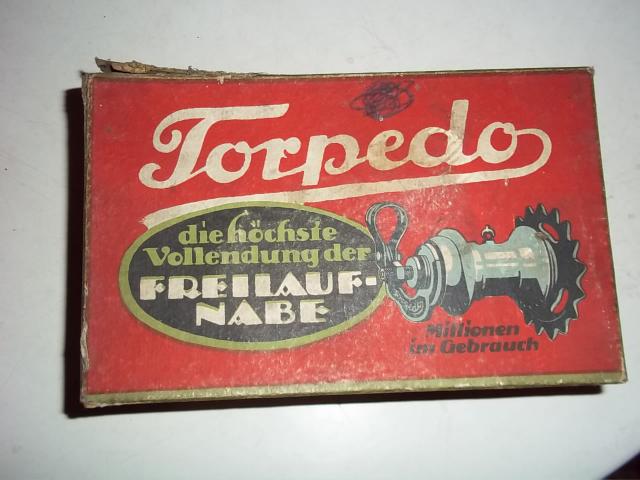 Torpedo
die höchste
Vollendung der
FREILAUF-
NABE
Millionen
im Gebrauch